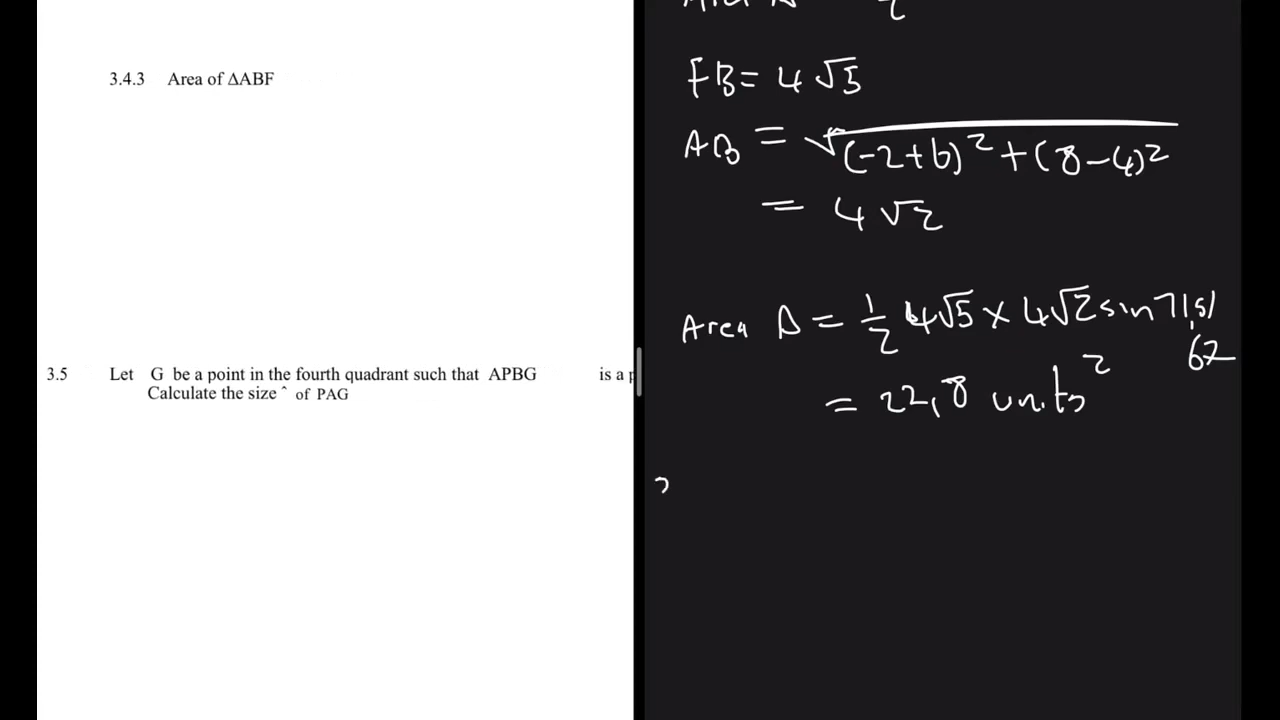 3.4.3 Area of ΔABF
3.5 Let G be a point in the fourth quadrant such that APBG is a p
Calculate the size ˆ of PAG
FB = 4√5
AB = √(-2+6)² + (8-4)²
= 4√2
Area Δ = 1/2 4√5 × 4√2 sin 71,5/
62
= 22,8 units²